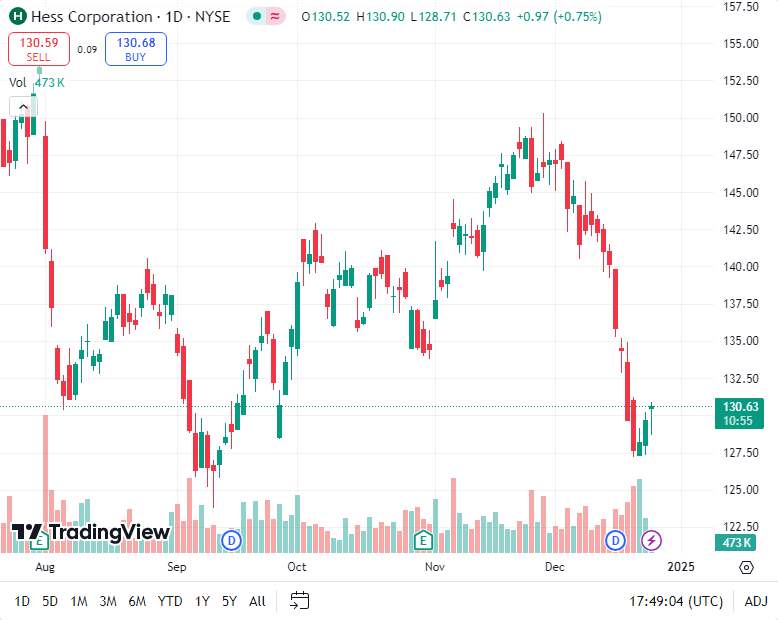 H Hess Corporation · 1D · NYSE O130.52 H130.90 L128.71 C130.63 +0.97 (+0.75%)
130.59 SELL 0.09 130.68 BUY
Vol 473 K
157.50
155.00
152.50
150.00
147.50
145.00
142.50
140.00
137.50
135.00
132.50
130.63
10:55
127.50
125.00
122.50
473 K
TradingView
E D E D
Aug Sep Oct Nov Dec 2025
1D 5D 1M 3M 6M YTD 1Y 5Y All 17:49:04 (UTC) ADJ